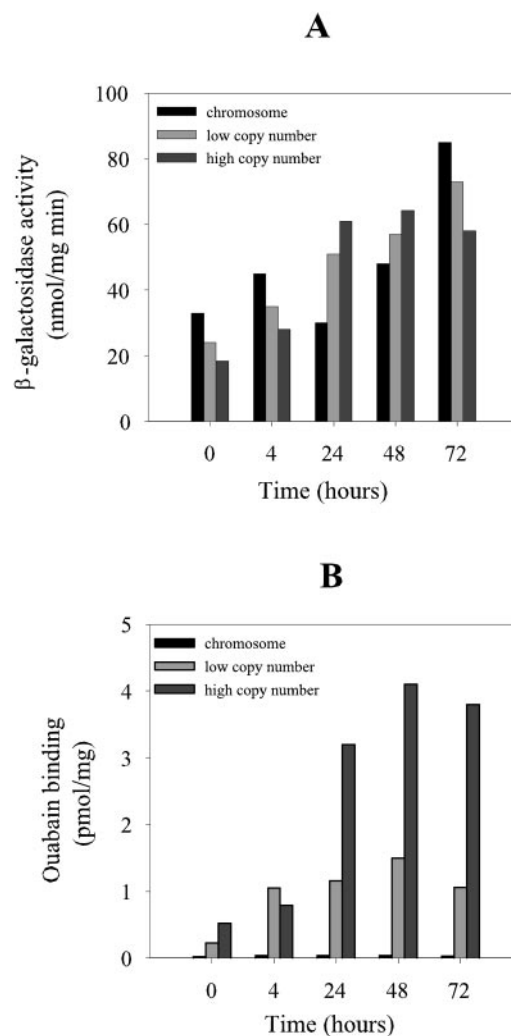 A
β-galactosidase activity
(nmol/mg min)
100
80
60
40
20
0
chromosome
low copy number
high copy number
0 4 24 48 72
Time (hours)
B
Ouabain binding
(pmol/mg)
5
4
3
2
1
0
chromosome
low copy number
high copy number
0 4 24 48 72
Time (hours)